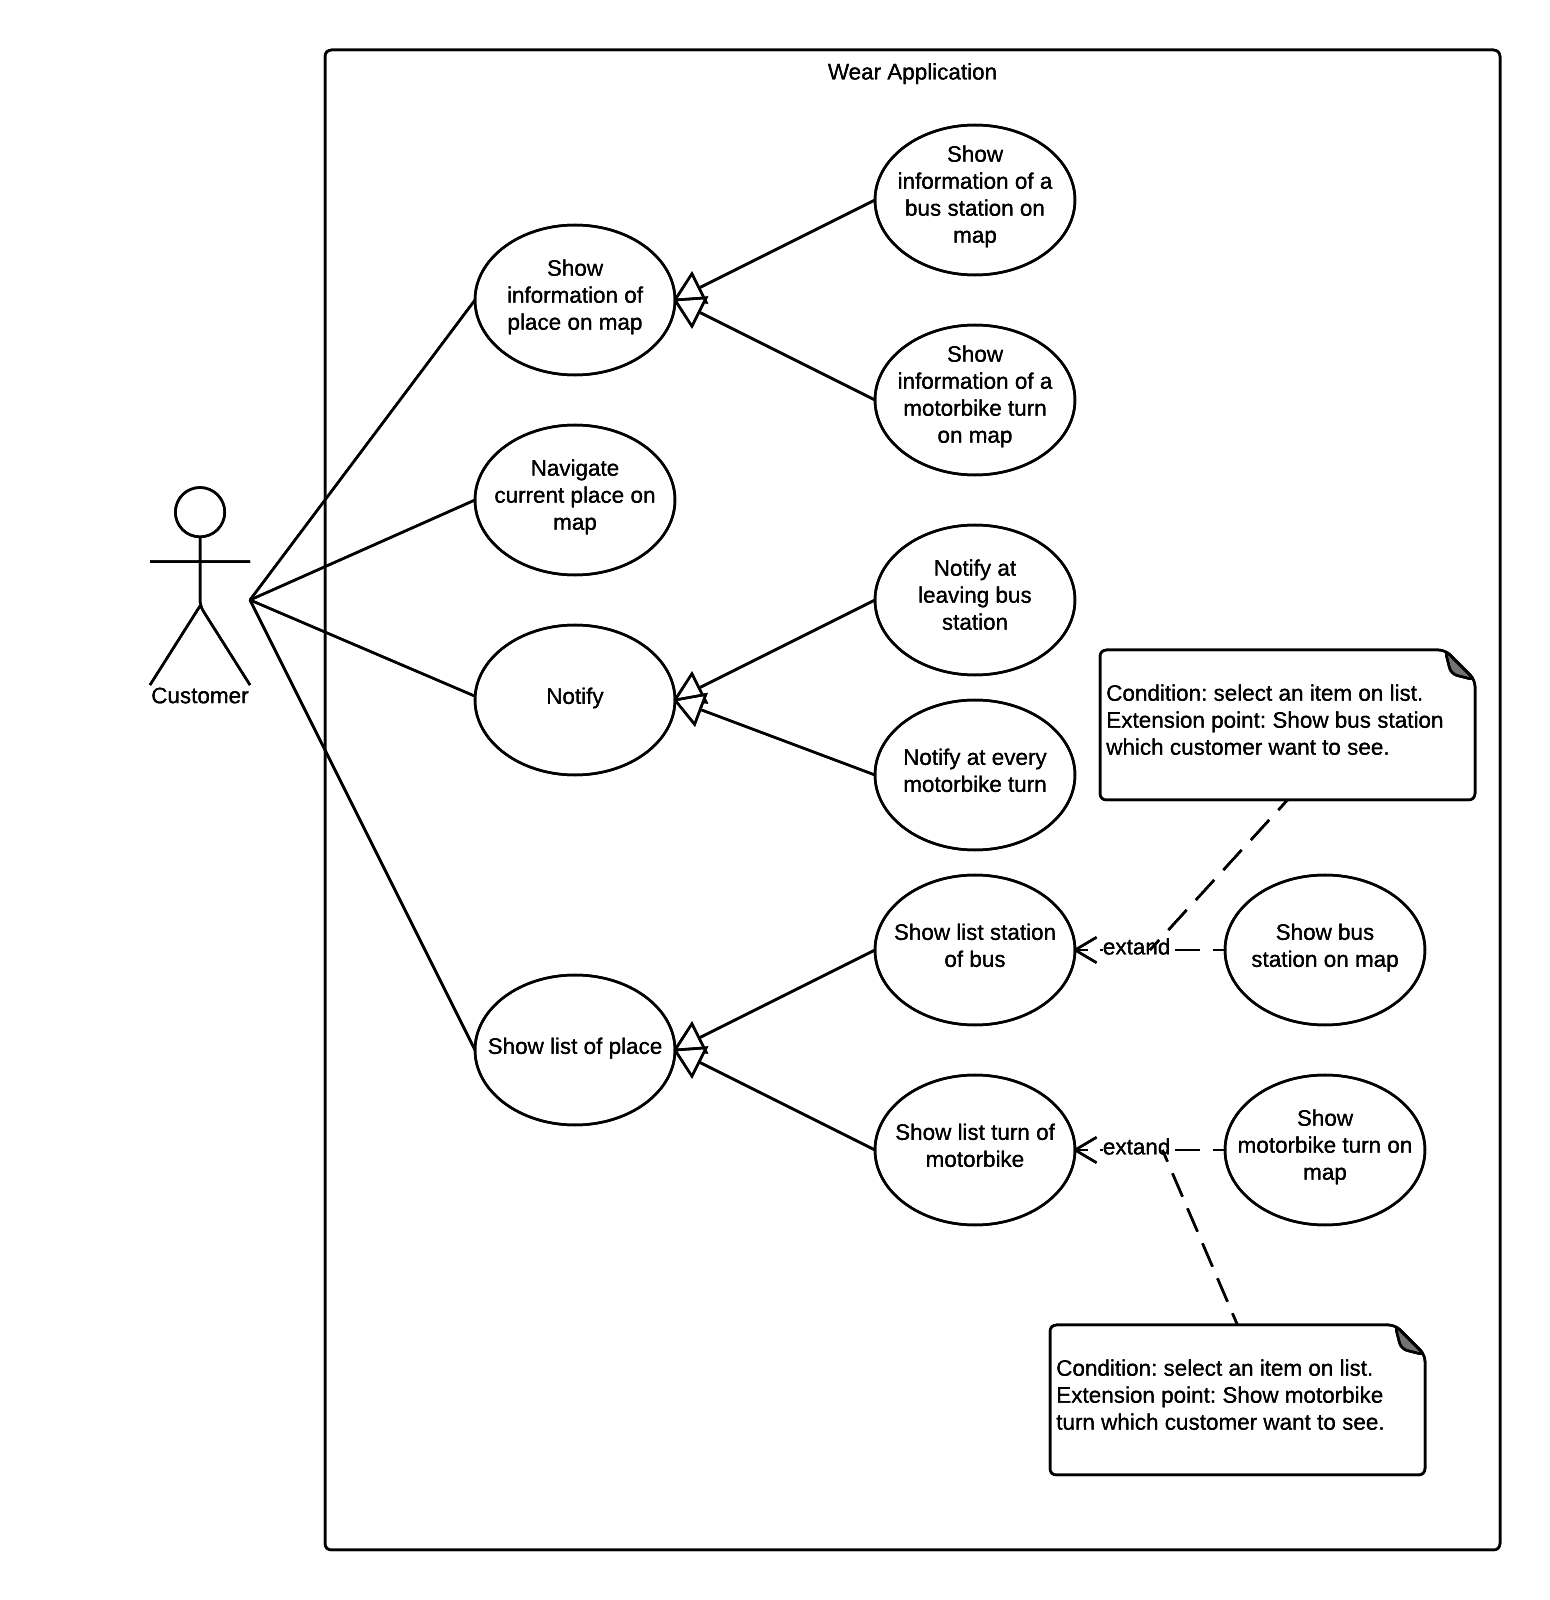 Wear Application
Show
information of a
bus station on
map
Show
information of
place on map
Show
information of a
motorbike turn
on map
Navigate
current place on
map
Notify at
leaving bus
station
Customer
Notify
Condition: select an item on list.
Extension point: Show bus station
which customer want to see.
Notify at every
motorbike turn
Show list station
of bus
extand
Show bus
station on map
Show list of place
Show list turn of
motorbike
extand
Show
motorbike turn on
map
Condition: select an item on list.
Extension point: Show motorbike
turn which customer want to see.